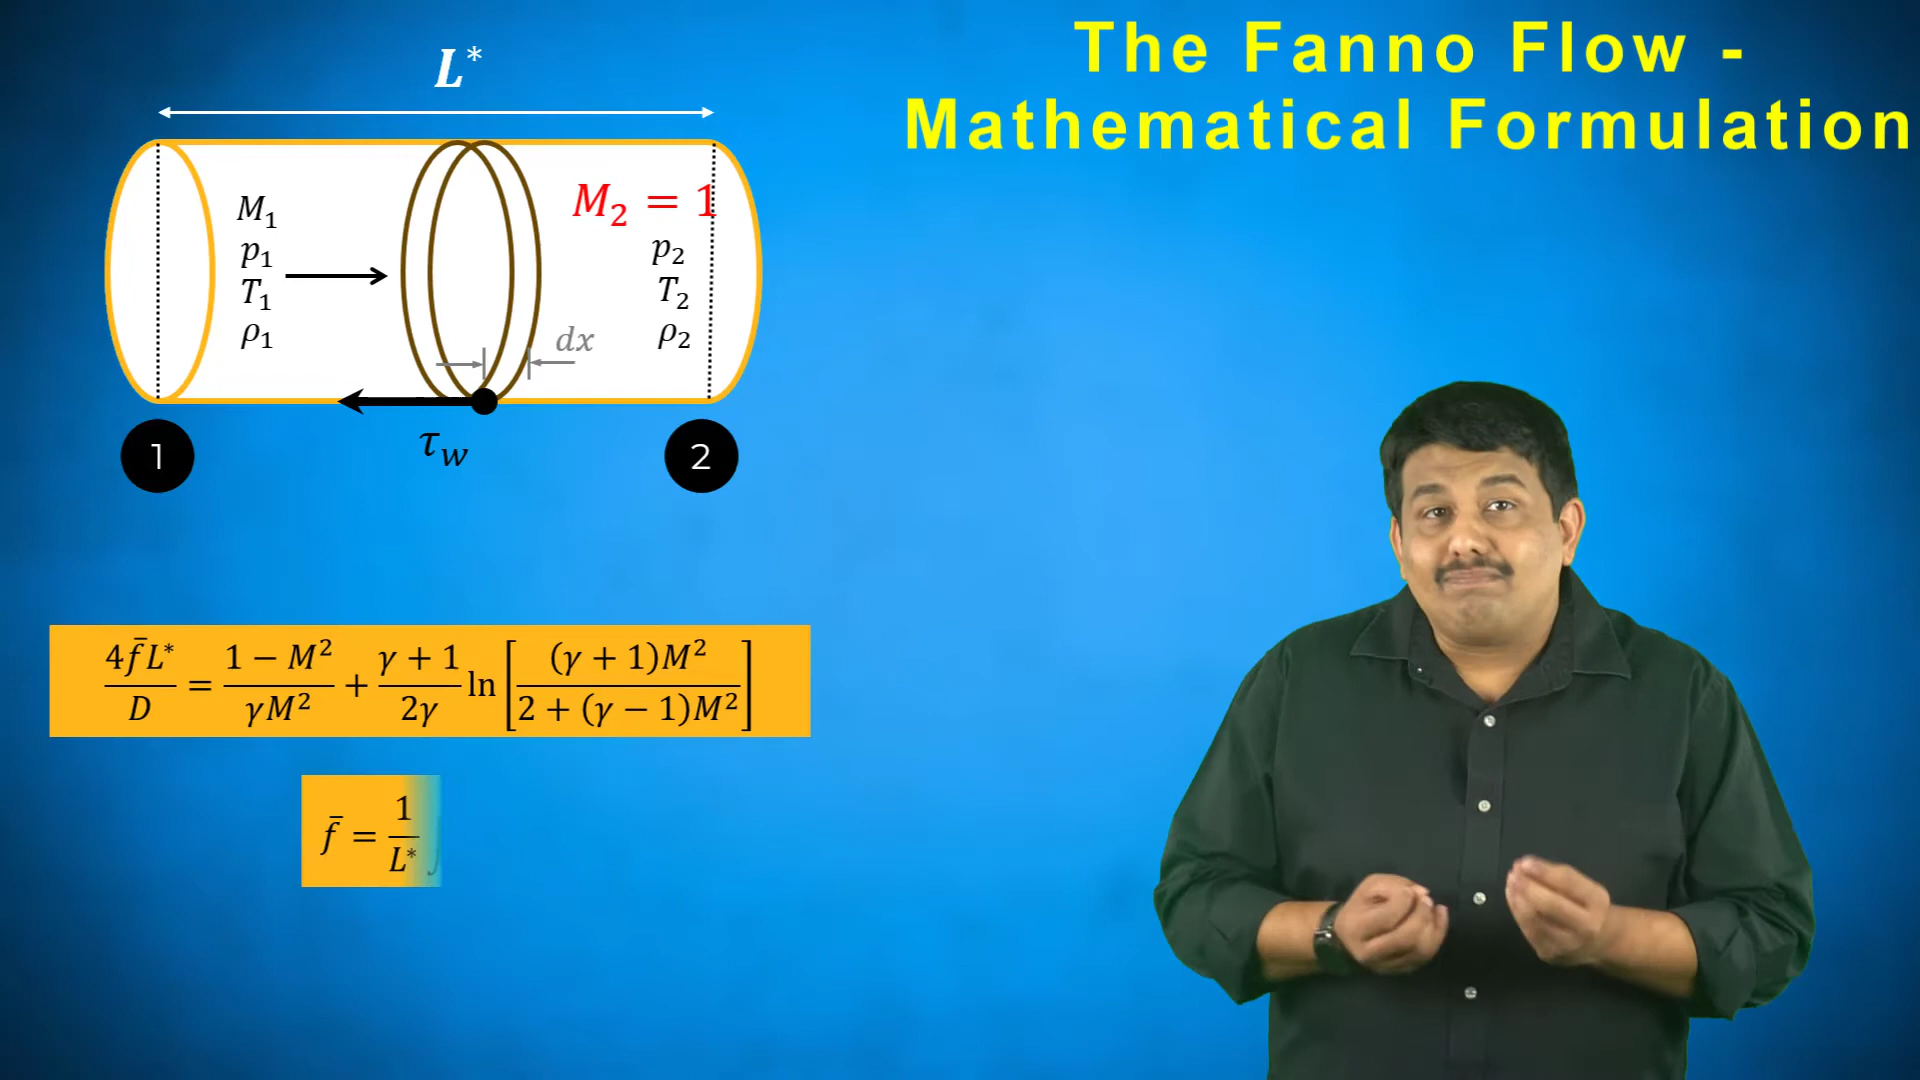 The Fanno Flow -
Mathematical Formulation
L*
M₁
p₁
T₁
ρ₁
M₂ = 1
p₂
T₂
ρ₂
dx
τ_w
1
2
4f̄L*/D = (1 − M²)/(γM²) + (γ + 1)/(2γ) ln[(γ + 1)M²/(2 + (γ − 1)M²)]
f̄ = 1/L*